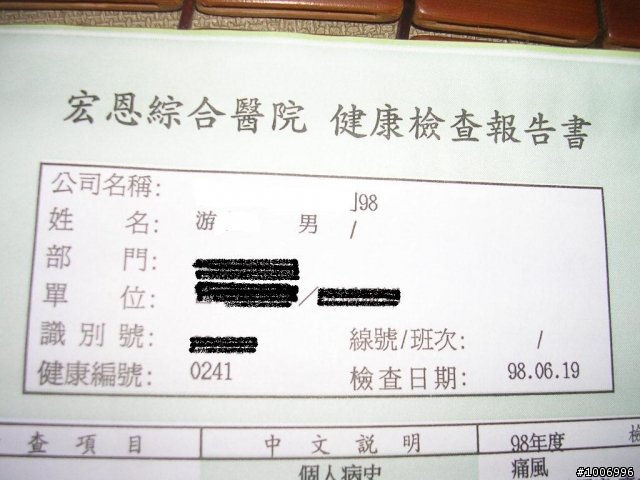 宏恩綜合醫院 健康檢查報告書
公司名稱:
」98
姓 名: 游 男 /
部 門:
單 位: /
識別號: 線號/班次: /
健康編號: 0241 檢查日期: 98.06.19
查項目 中文說明 98年度 檢
個人病史 痛風
#1006996